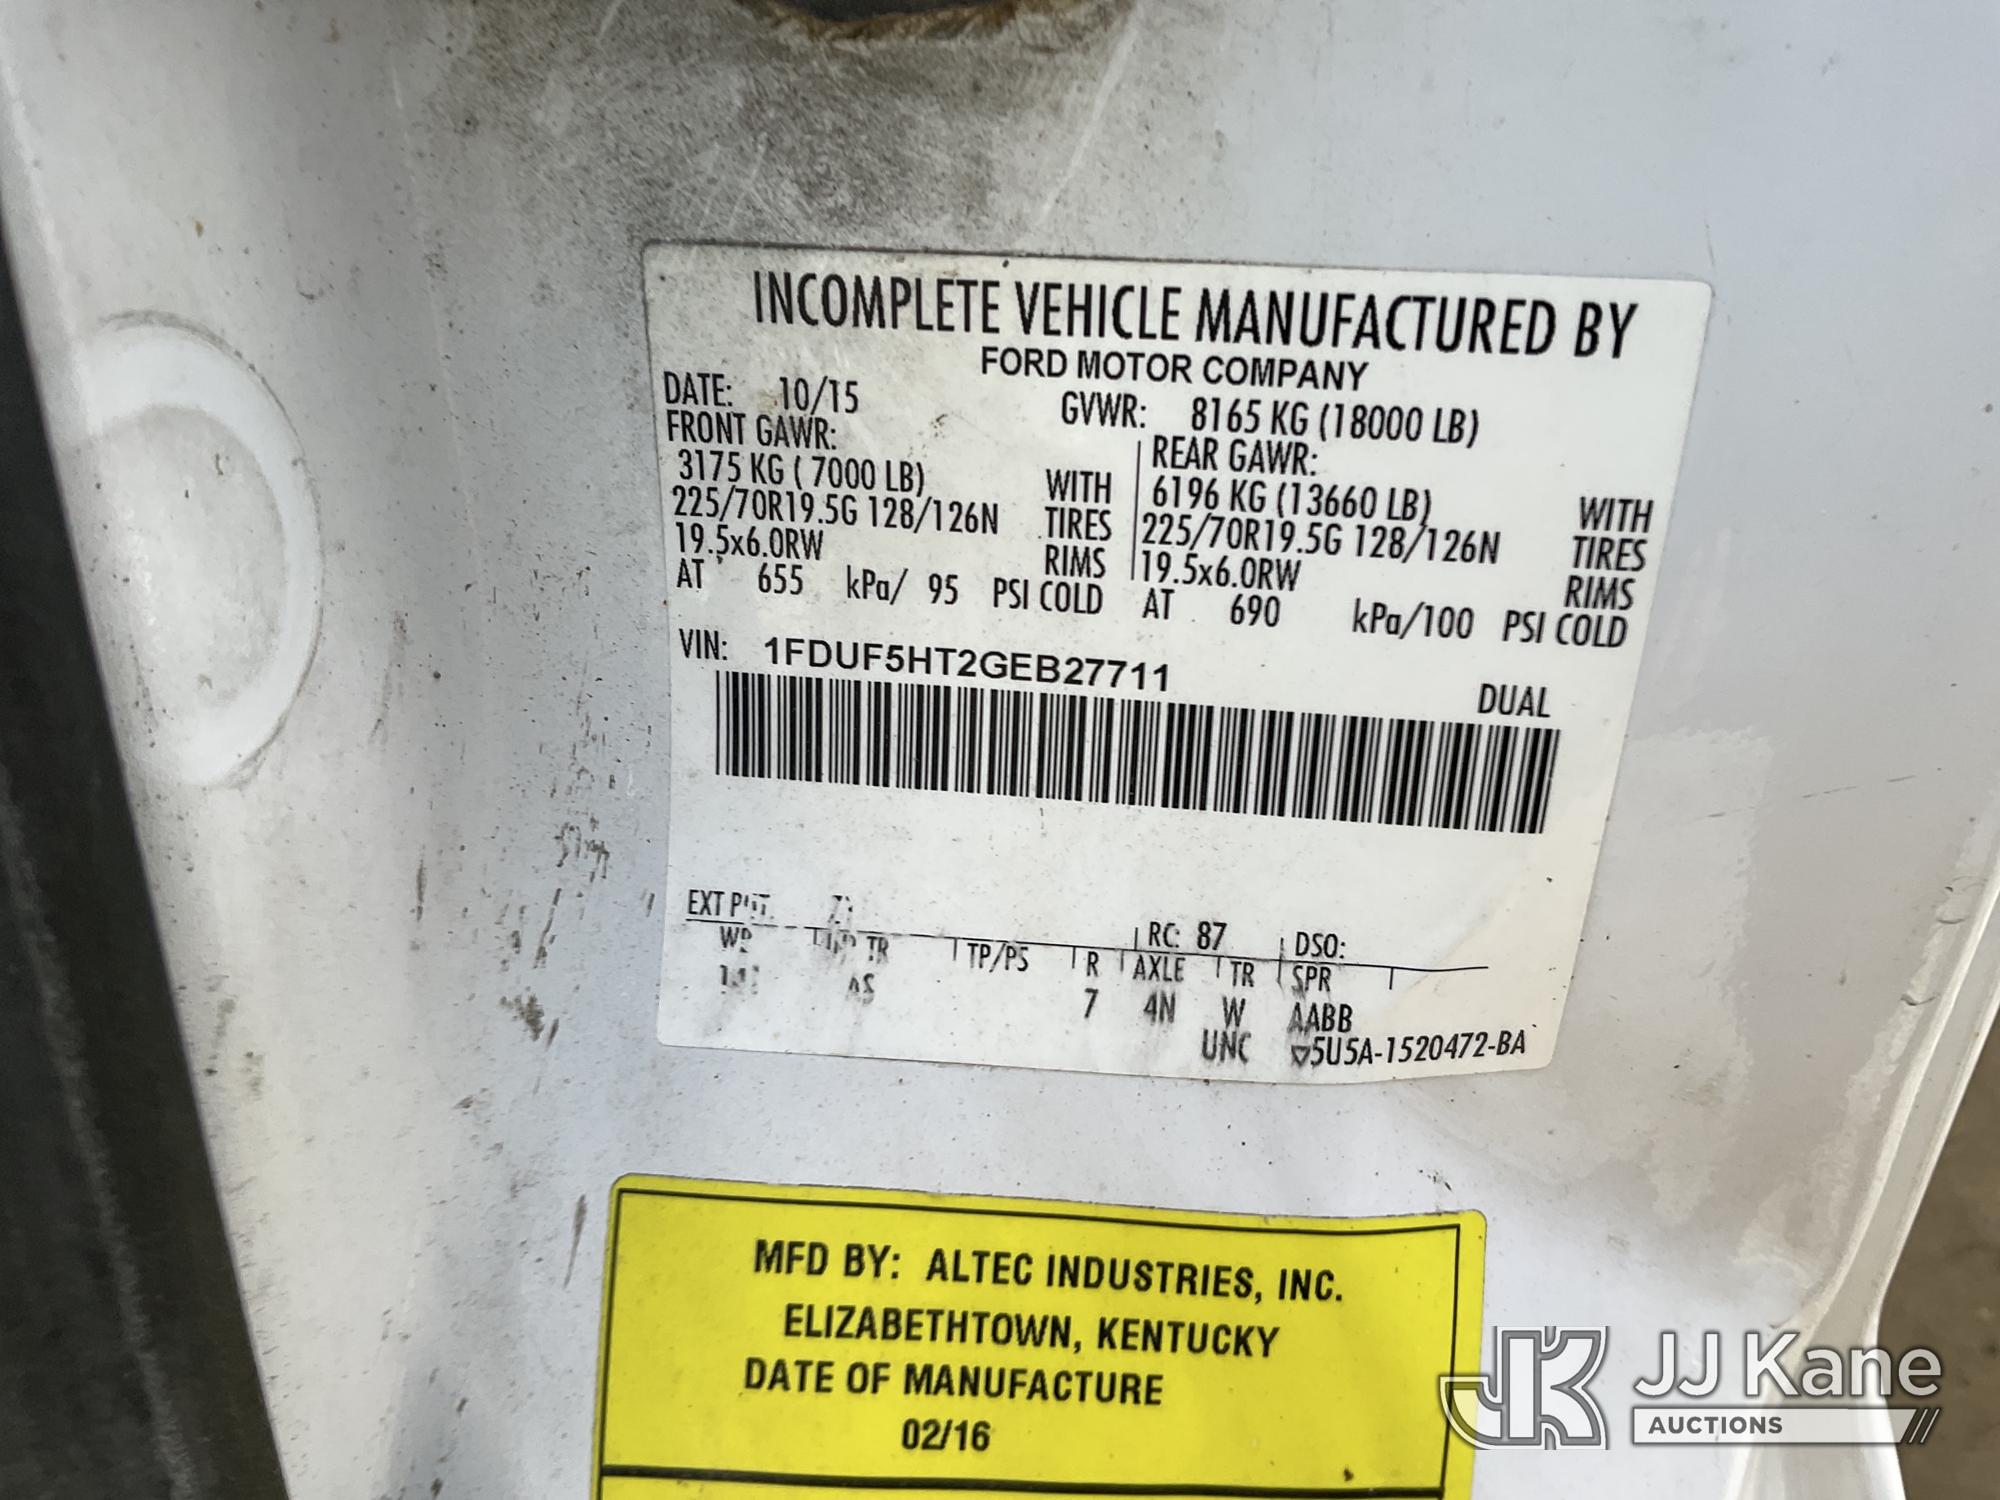 INCOMPLETE VEHICLE MANUFACTURED BY
FORD MOTOR COMPANY
DATE: 10/15 GVWR: 8165 KG (18000 LB)
FRONT GAWR: REAR GAWR:
3175 KG ( 7000 LB) WITH 6196 KG (13660 LB) WITH
225/70R19.5G 128/126N TIRES 225/70R19.5G 128/126N TIRES
19.5x6.0RW RIMS 19.5x6.0RW RIMS
AT 655 kPa/ 95 PSI COLD AT 690 kPa/100 PSI COLD
VIN: 1FDUF5HT2GEB27711
DUAL
EXT RC: 87 DSO:
TR TP/PS R AXLE TR SPR
AS 7 4N W AABB
UNC ▽5U5A-1520472-BA
MFD BY: ALTEC INDUSTRIES, INC.
ELIZABETHTOWN, KENTUCKY
DATE OF MANUFACTURE
02/16
JJ Kane
AUCTIONS